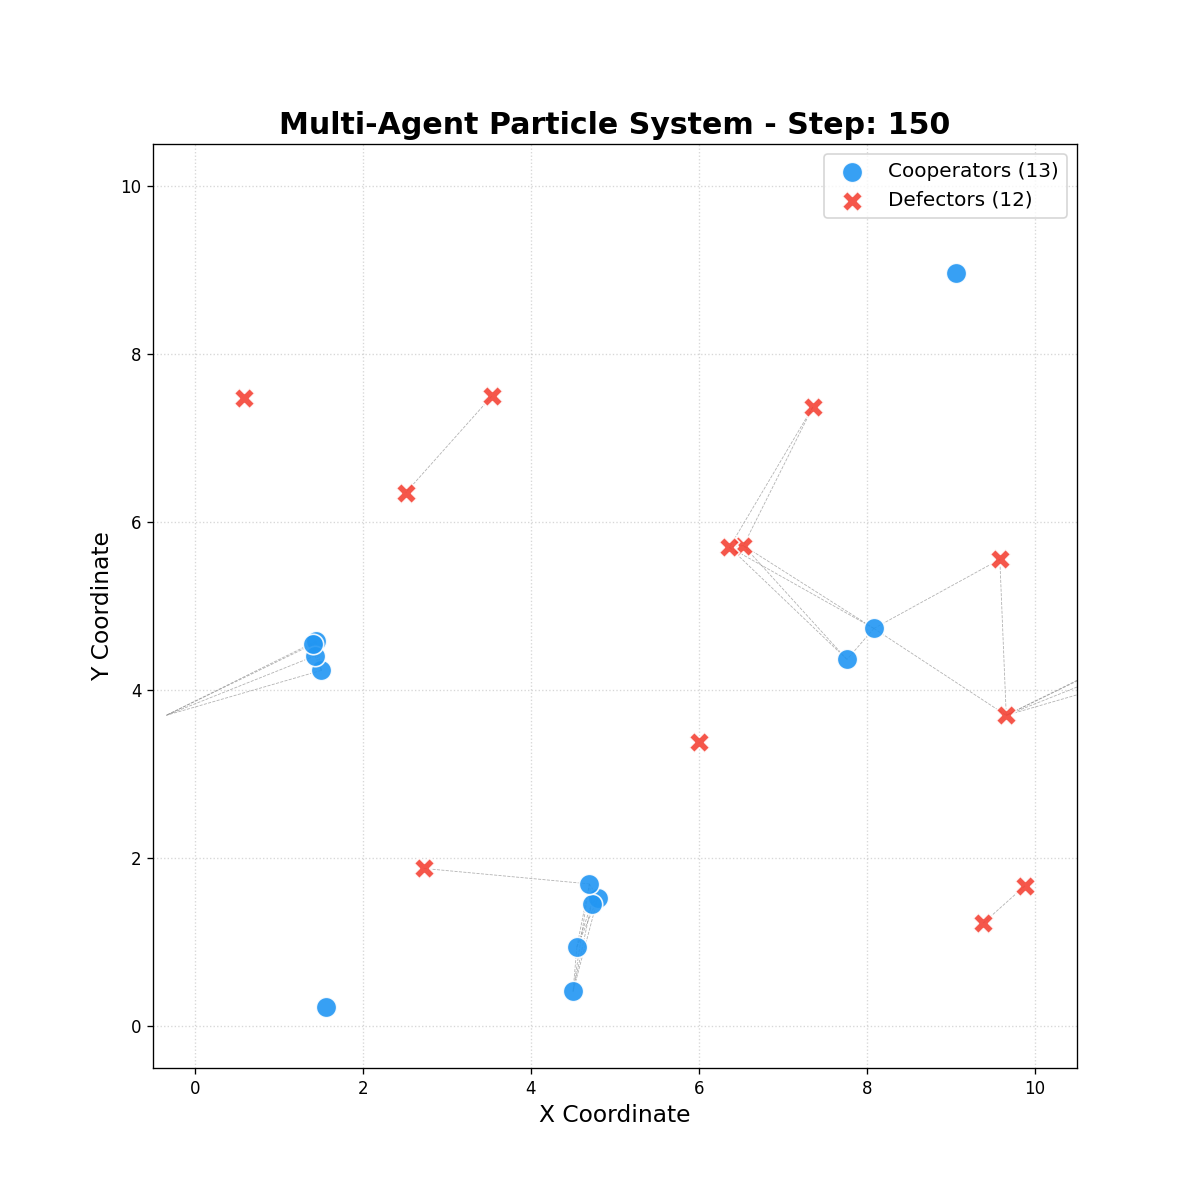 Multi-Agent Particle System - Step: 150
Cooperators (13)
Defectors (12)
10
8
6
4
2
0
Y Coordinate
0 2 4 6 8 10
X Coordinate